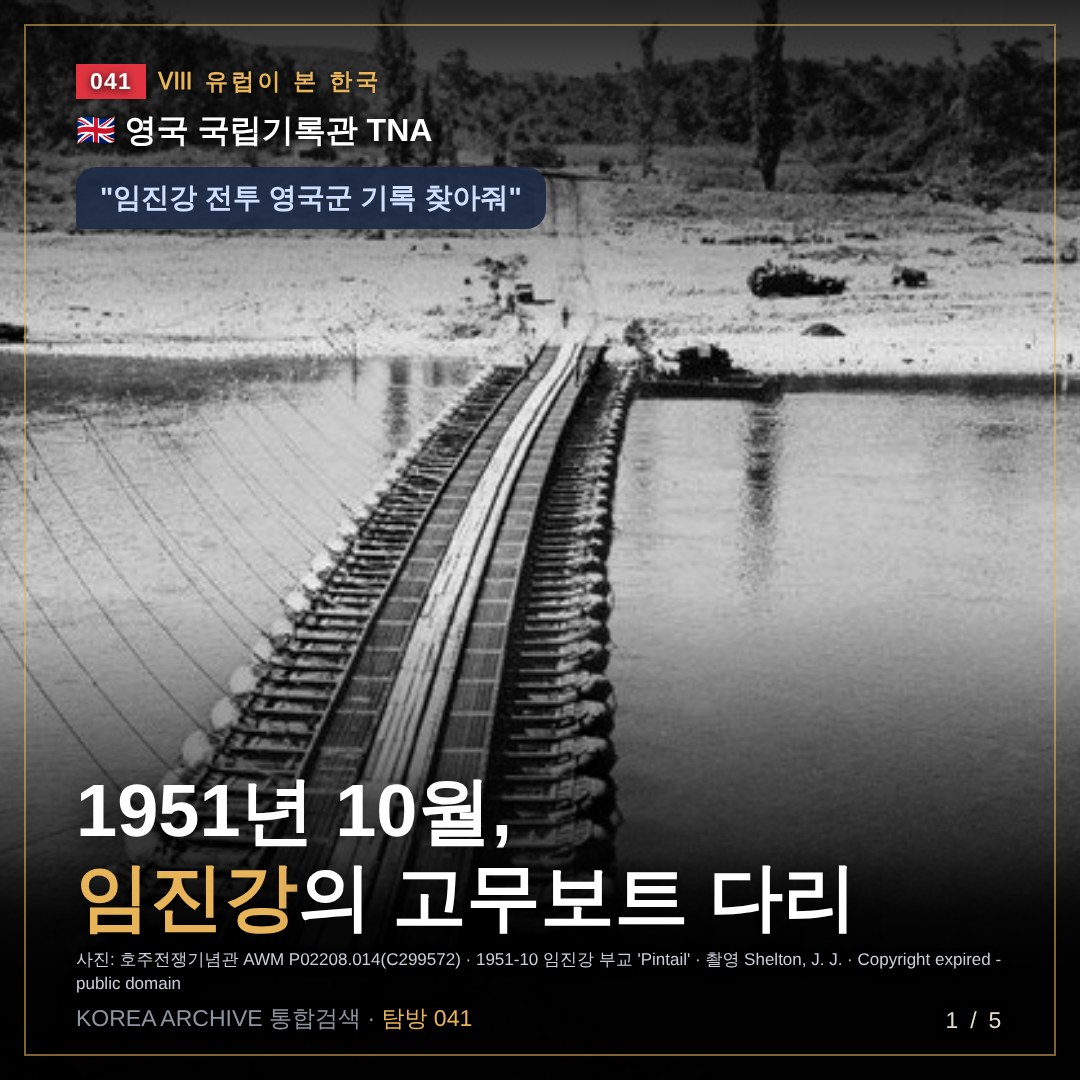 041 Ⅷ 유럽이 본 한국
🇬🇧 영국 국립기록관 TNA
"임진강 전투 영국군 기록 찾아줘"
1951년 10월,
임진강의 고무보트 다리
사진: 호주전쟁기념관 AWM P02208.014(C299572) · 1951-10 임진강 부교 'Pintail' · 촬영 Shelton, J. J. · Copyright expired -
public domain
KOREA ARCHIVE 통합검색 · 탐방 041
1 / 5